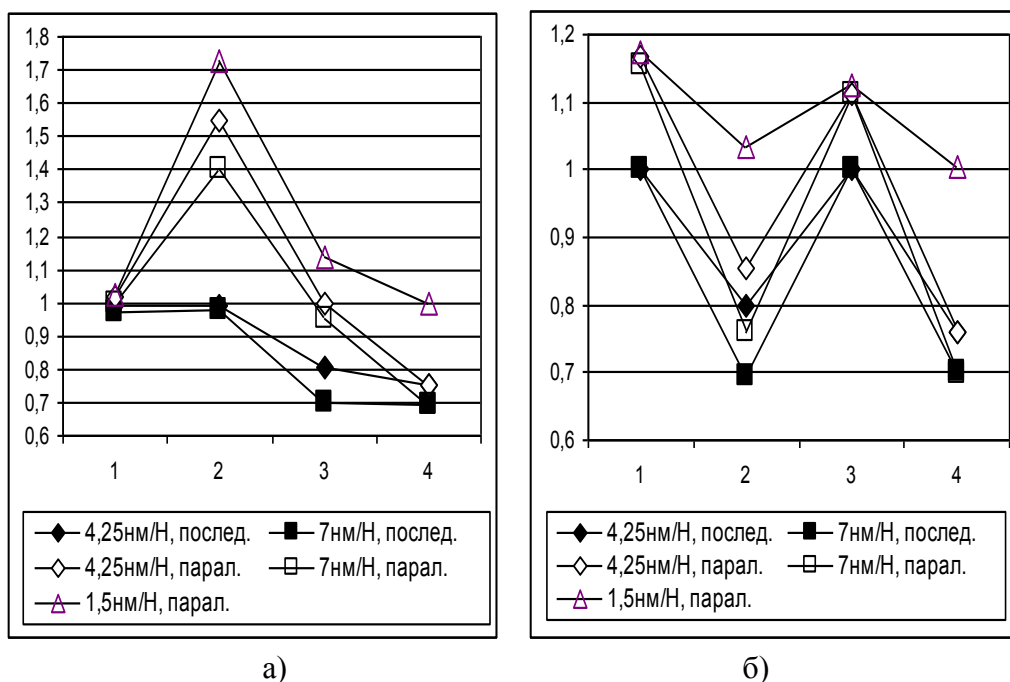 1,8
1,7
1,6
1,5
1,4
1,3
1,2
1,1
1
0,9
0,8
0,7
0,6
1 2 3 4
4,25нм/Н, послед. 7нм/Н, послед.
4,25нм/Н, парал. 7нм/Н, парал.
1,5нм/Н, парал.
а)
1,2
1,1
1
0,9
0,8
0,7
0,6
1 2 3 4
4,25нм/Н, послед. 7нм/Н, послед.
4,25нм/Н, парал. 7нм/Н, парал.
1,5нм/Н, парал.
б)